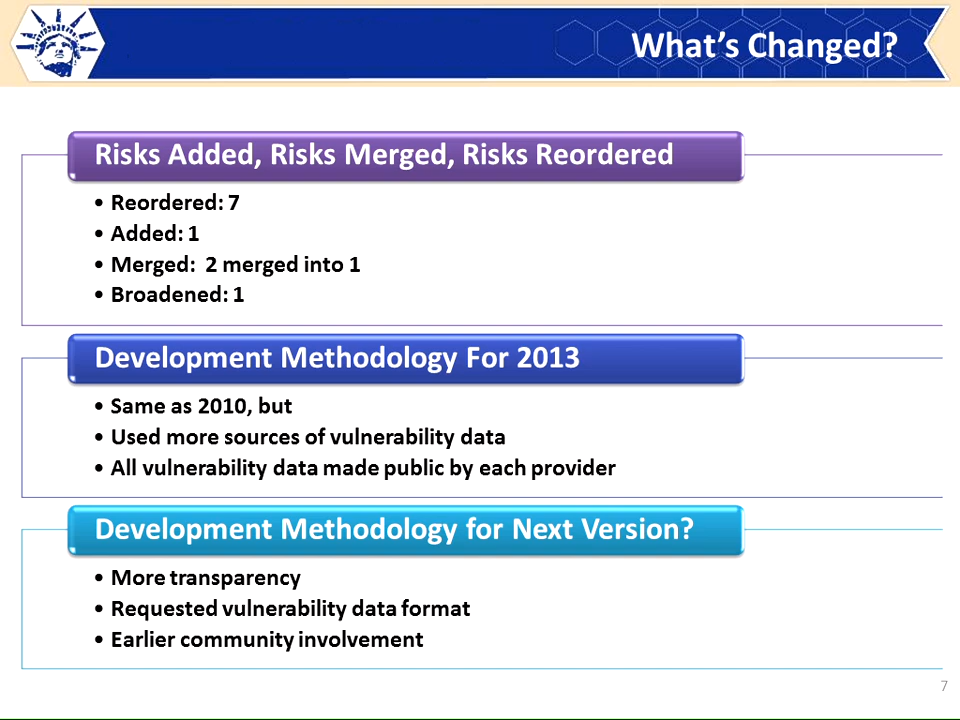 What's Changed?
Risks Added, Risks Merged, Risks Reordered
• Reordered: 7
• Added: 1
• Merged:  2 merged into 1
• Broadened: 1
Development Methodology For 2013
• Same as 2010, but
• Used more sources of vulnerability data
• All vulnerability data made public by each provider
Development Methodology for Next Version?
• More transparency
• Requested vulnerability data format
• Earlier community involvement
7